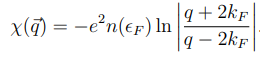 χ(q⃗) = −e²n(ϵ_F) ln |(q + 2k_F)/(q − 2k_F)|